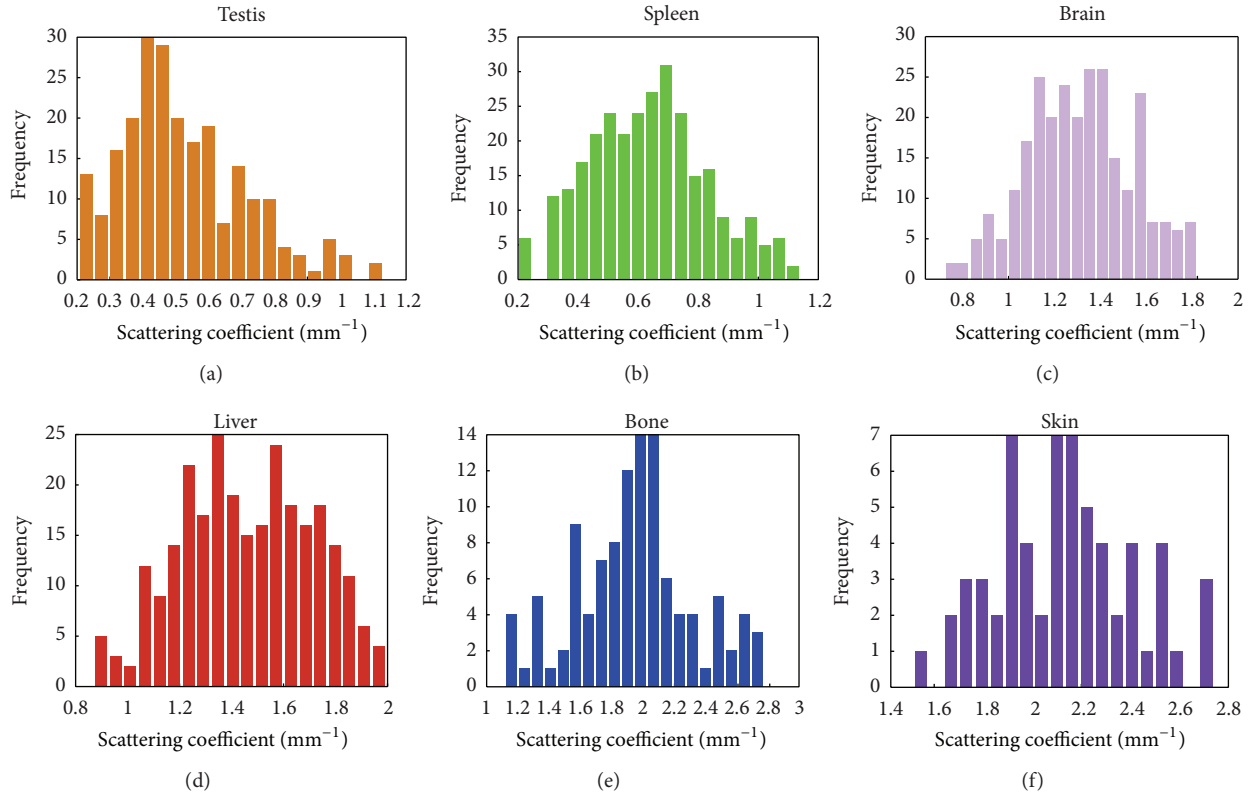 Testis
30
25
20
15
10
5
0
Frequency
0.2 0.3 0.4 0.5 0.6 0.7 0.8 0.9 1 1.1 1.2
Scattering coefficient (mm⁻¹)
(a)
Spleen
35
30
25
20
15
10
5
0
Frequency
0.2 0.4 0.6 0.8 1 1.2
Scattering coefficient (mm⁻¹)
(b)
Brain
30
25
20
15
10
5
0
Frequency
0.8 1 1.2 1.4 1.6 1.8 2
Scattering coefficient (mm⁻¹)
(c)
Liver
25
20
15
10
5
0
Frequency
0.8 1 1.2 1.4 1.6 1.8 2
Scattering coefficient (mm⁻¹)
(d)
Bone
14
12
10
8
6
4
2
0
Frequency
1 1.2 1.4 1.6 1.8 2 2.2 2.4 2.6 2.8 3
Scattering coefficient (mm⁻¹)
(e)
Skin
7
6
5
4
3
2
1
0
Frequency
1.4 1.6 1.8 2 2.2 2.4 2.6 2.8
Scattering coefficient (mm⁻¹)
(f)